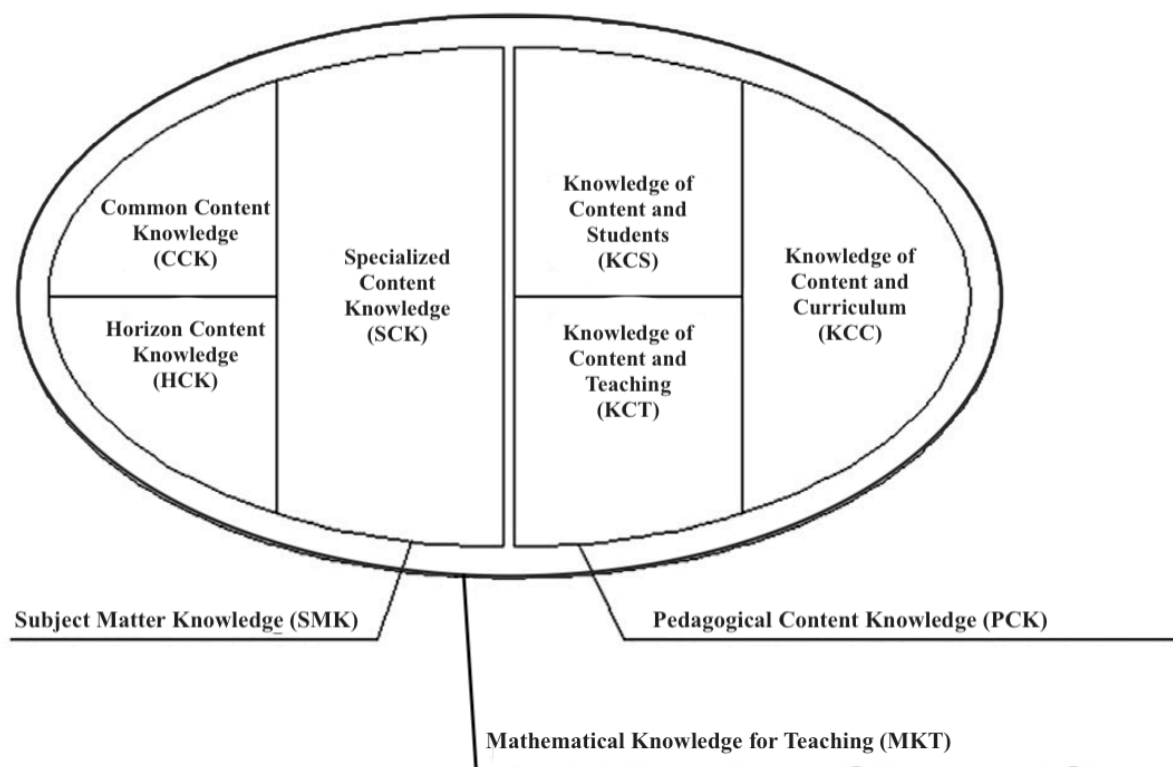 Common Content
Knowledge
(CCK)
Horizon Content
Knowledge
(HCK)
Specialized
Content
Knowledge
(SCK)
Knowledge of
Content and
Students
(KCS)
Knowledge of
Content and
Teaching
(KCT)
Knowledge of
Content and
Curriculum
(KCC)
Subject Matter Knowledge (SMK)
Pedagogical Content Knowledge (PCK)
Mathematical Knowledge for Teaching (MKT)